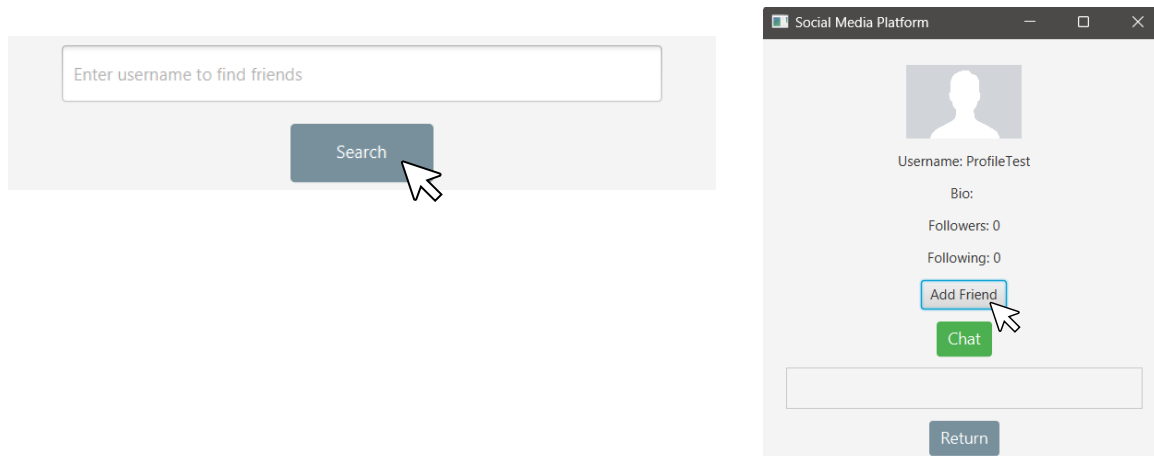 Enter username to find friends
Search
Social Media Platform
Username: ProfileTest
Bio:
Followers: 0
Following: 0
Add Friend
Chat
Return